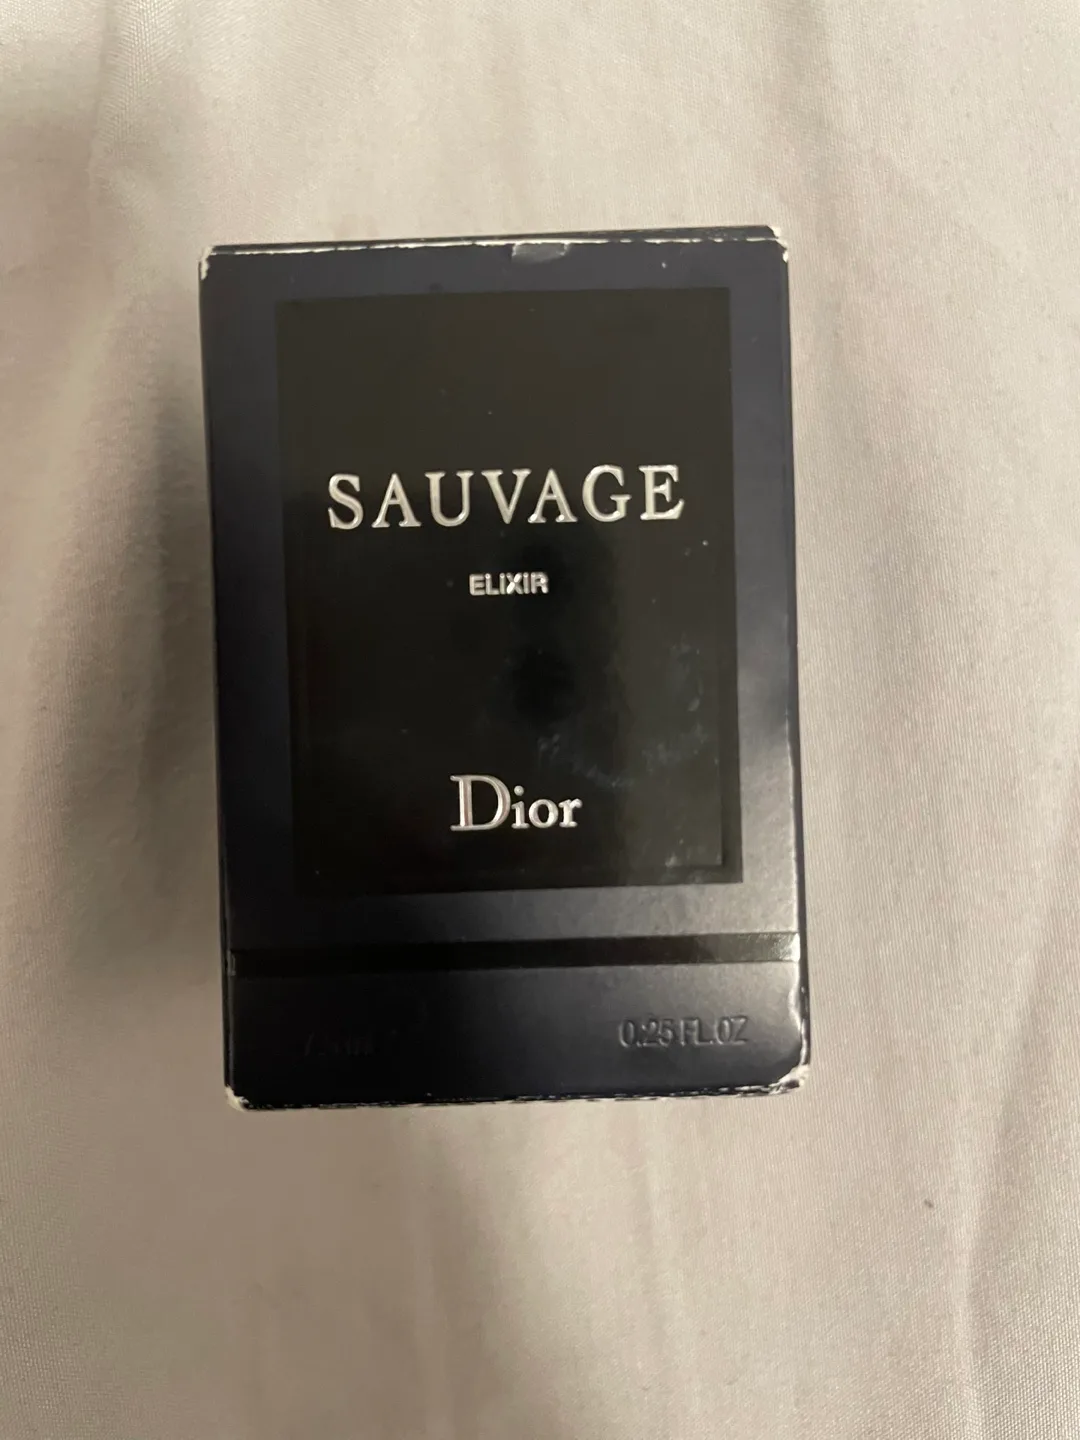 SAUVAGE
ELIXIR
Dior
0.25 FL.OZ